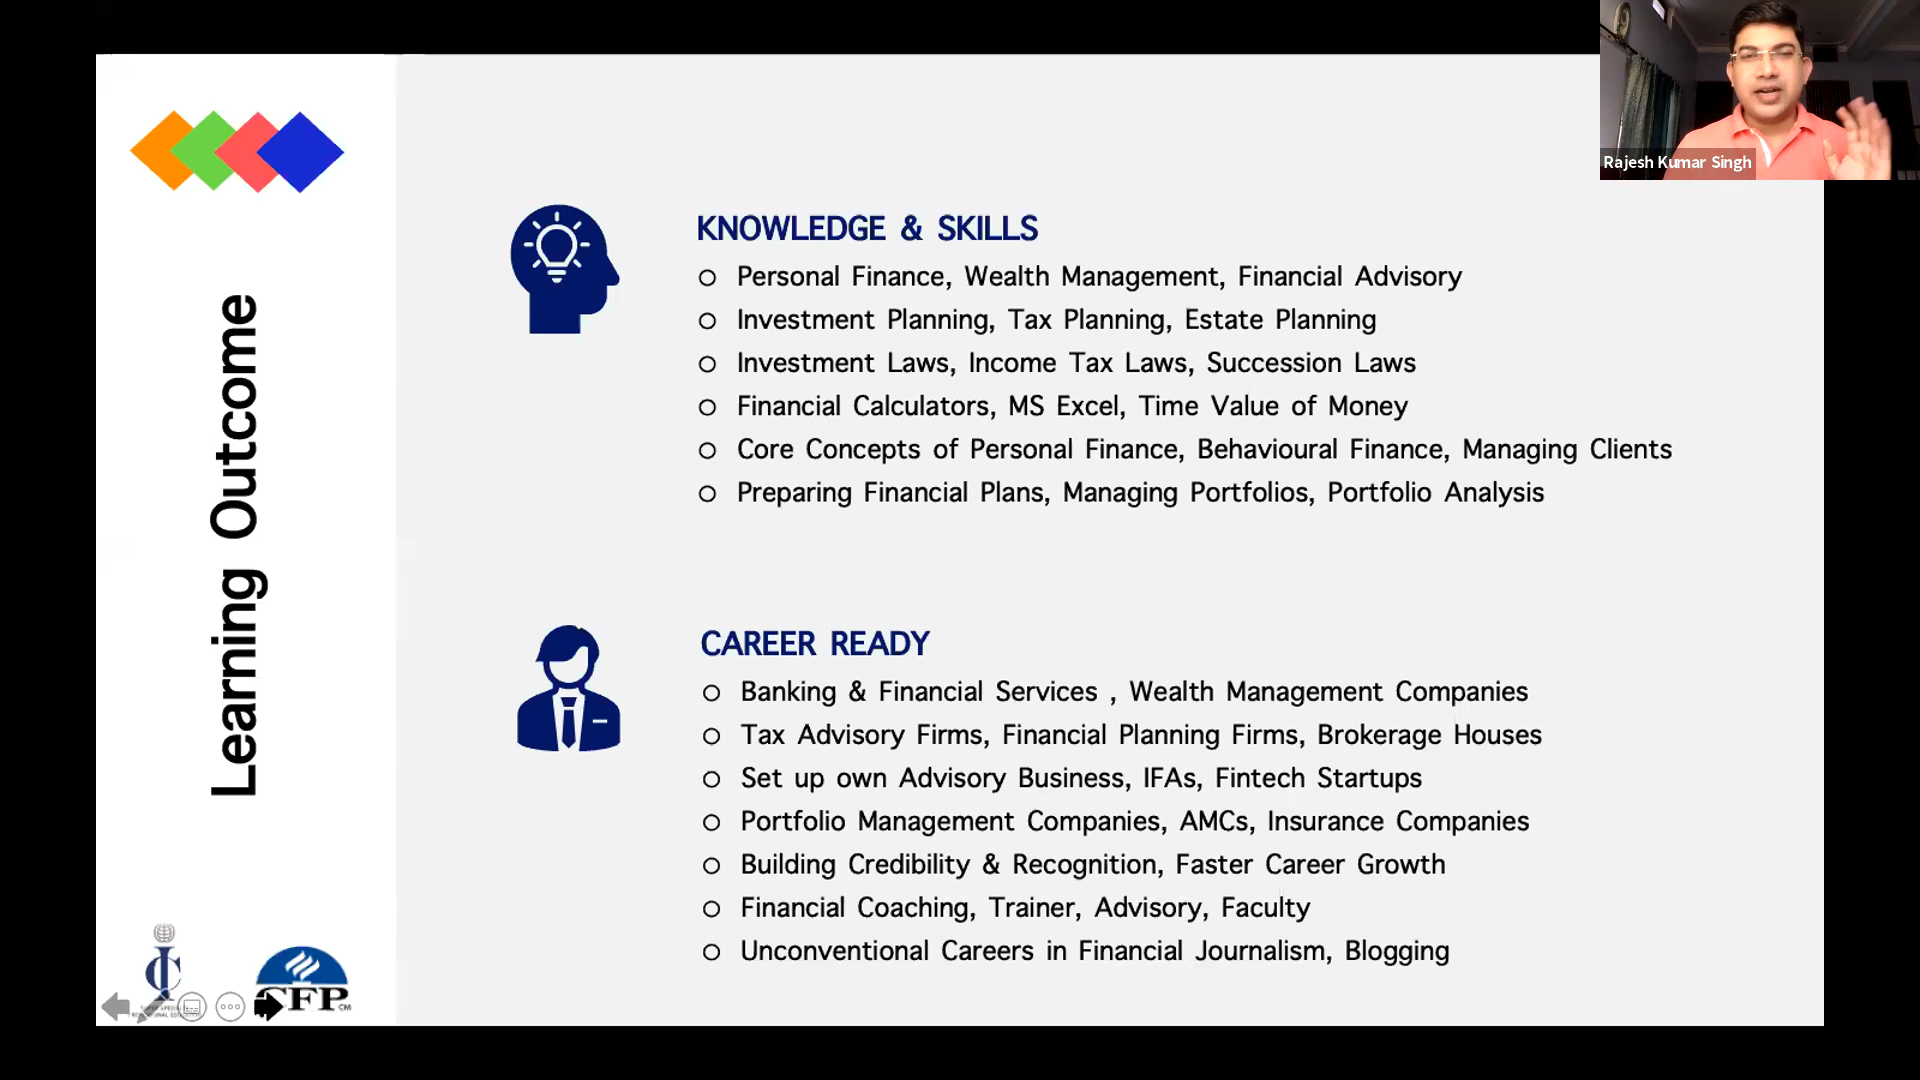 Rajesh Kumar Singh
Learning Outcome
KNOWLEDGE & SKILLS
Personal Finance, Wealth Management, Financial Advisory
Investment Planning, Tax Planning, Estate Planning
Investment Laws, Income Tax Laws, Succession Laws
Financial Calculators, MS Excel, Time Value of Money
Core Concepts of Personal Finance, Behavioural Finance, Managing Clients
Preparing Financial Plans, Managing Portfolios, Portfolio Analysis
CAREER READY
Banking & Financial Services , Wealth Management Companies
Tax Advisory Firms, Financial Planning Firms, Brokerage Houses
Set up own Advisory Business, IFAs, Fintech Startups
Portfolio Management Companies, AMCs, Insurance Companies
Building Credibility & Recognition, Faster Career Growth
Financial Coaching, Trainer, Advisory, Faculty
Unconventional Careers in Financial Journalism, Blogging
CFP